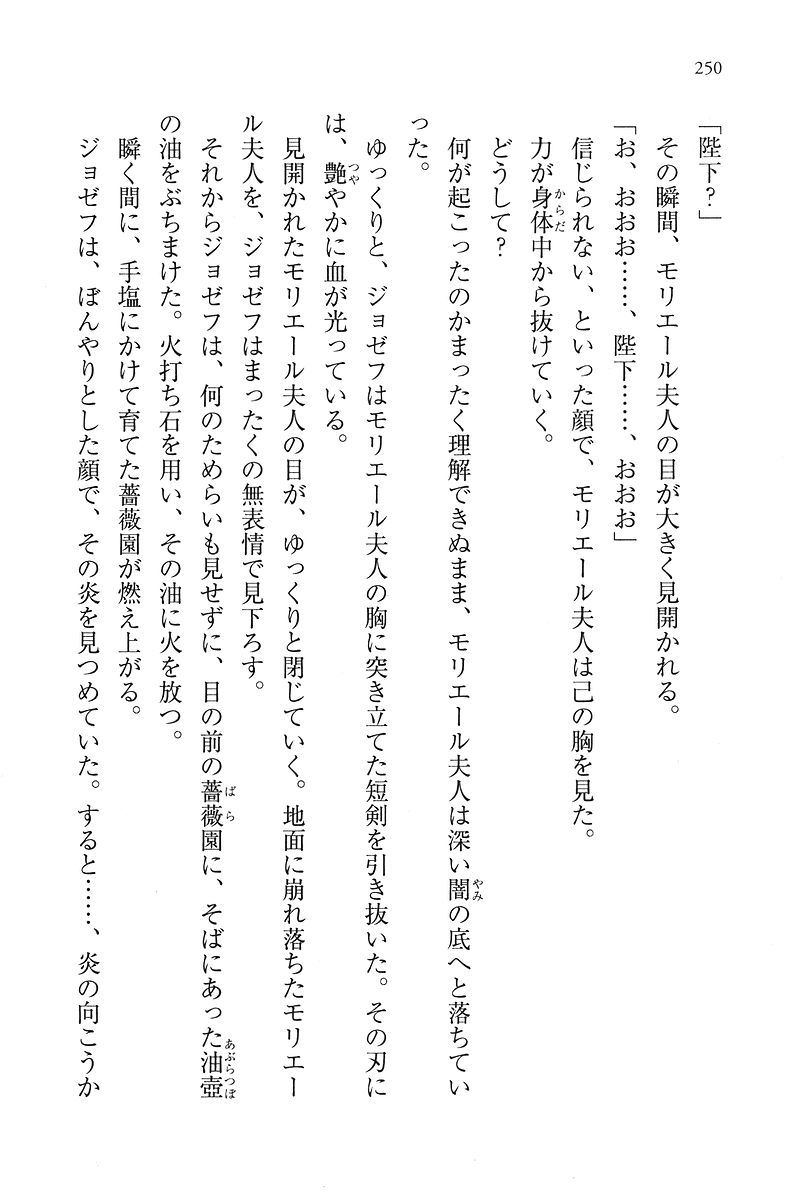 250
「陛下？」
その瞬間、モリエール夫人の目が大きく見開かれる。
「お、おおお……、陛下……、おおお」
信じられない、といった顔で、モリエール夫人は己の胸を見た。
力が身体中から抜けていく。
どうして？
何が起こったのかまったく理解できぬまま、モリエール夫人は深い闇の底へと落ちてい
った。
ゆっくりと、ジョゼフはモリエール夫人の胸に突き立てた短剣を引き抜いた。その刃に
は、艶やかに血が光っている。
見開かれたモリエール夫人の目が、ゆっくりと閉じていく。地面に崩れ落ちたモリエー
ル夫人を、ジョゼフはまったくの無表情で見下ろす。
それからジョゼフは、何のためらいも見せずに、目の前の薔薇園に、そばにあった油壺
の油をぶちまけた。火打ち石を用い、その油に火を放つ。
瞬く間に、手塩にかけて育てた薔薇園が燃え上がる。
ジョゼフは、ぼんやりとした顔で、その炎を見つめていた。すると……、炎の向こうか